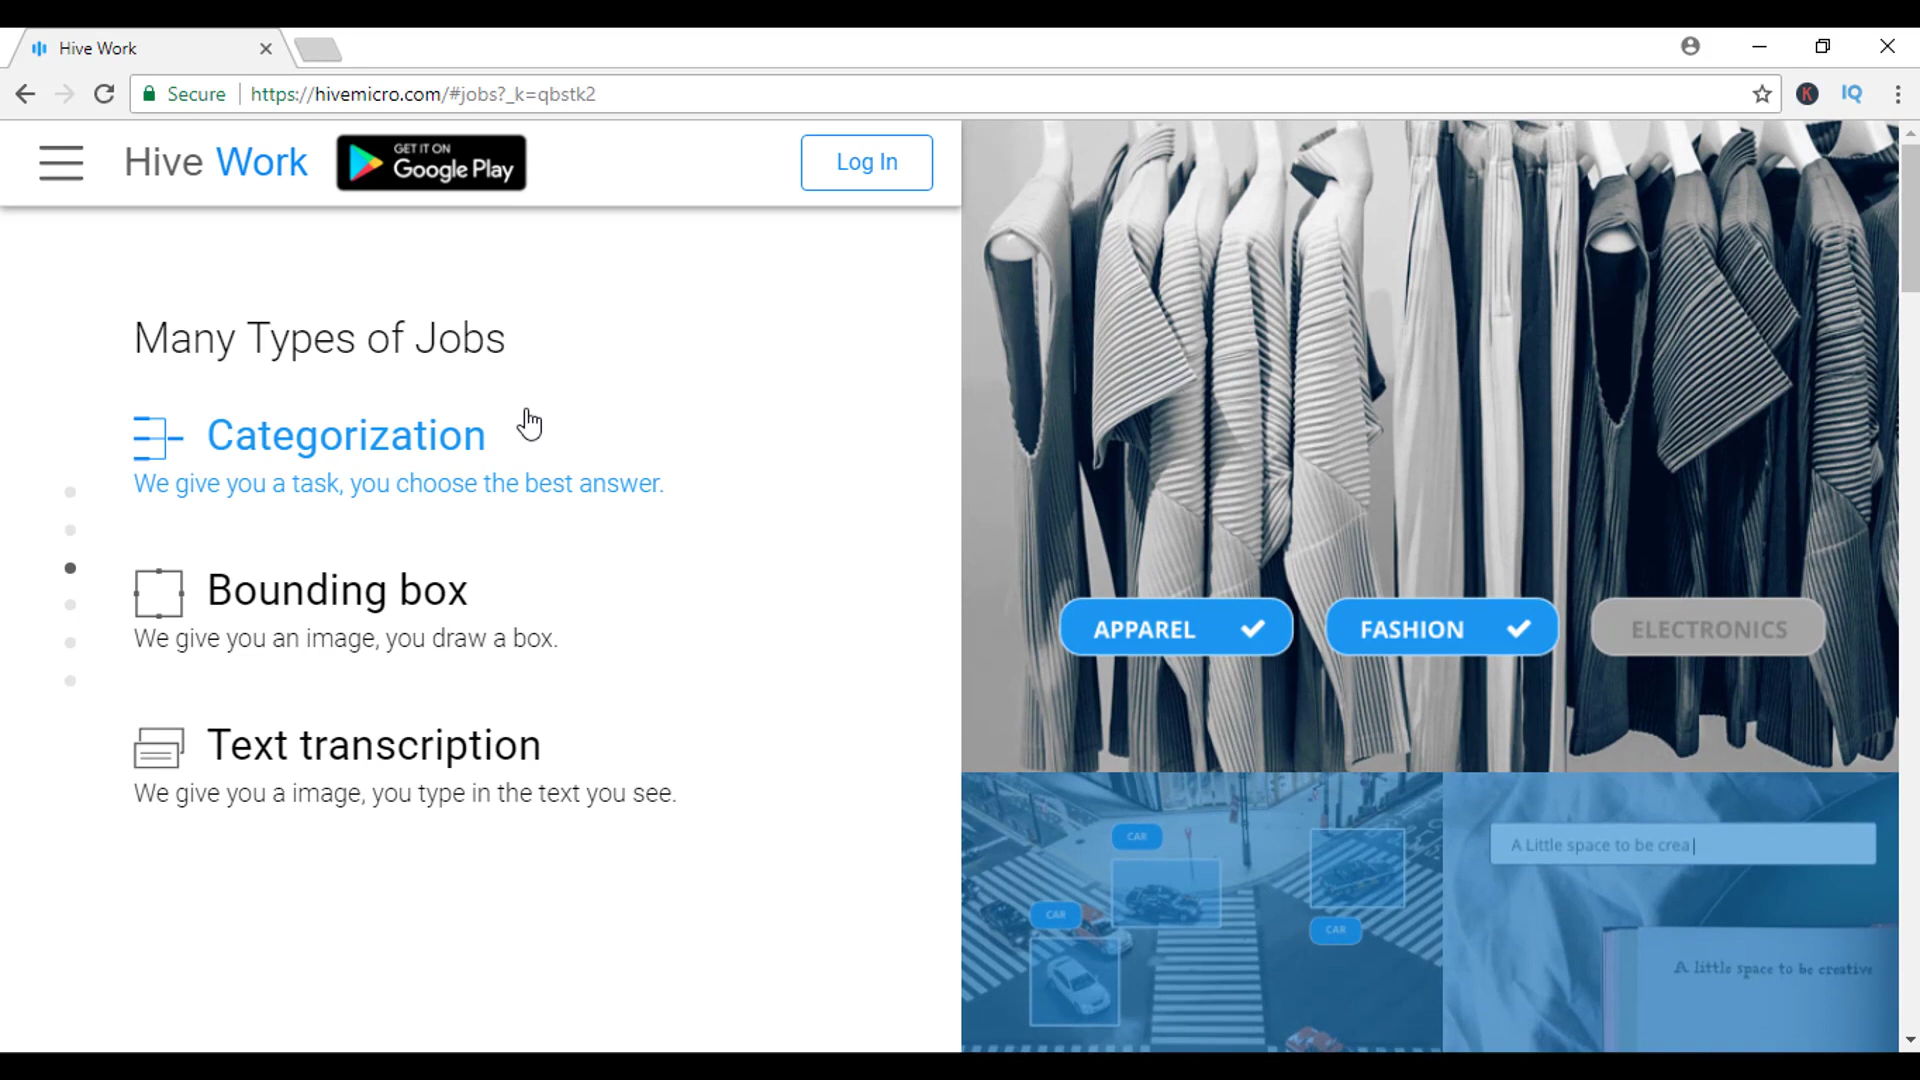 Hive Work
Secure https://hivemicro.com/#jobs?_k=qbstk2
K
IQ
Hive Work
GET IT ON
Google Play
Log In
Many Types of Jobs
Categorization
We give you a task, you choose the best answer.
Bounding box
We give you an image, you draw a box.
Text transcription
We give you a image, you type in the text you see.
APPAREL
FASHION
ELECTRONICS
CAR
CAR
CAR
A Little space to be crea
A little space to be creative